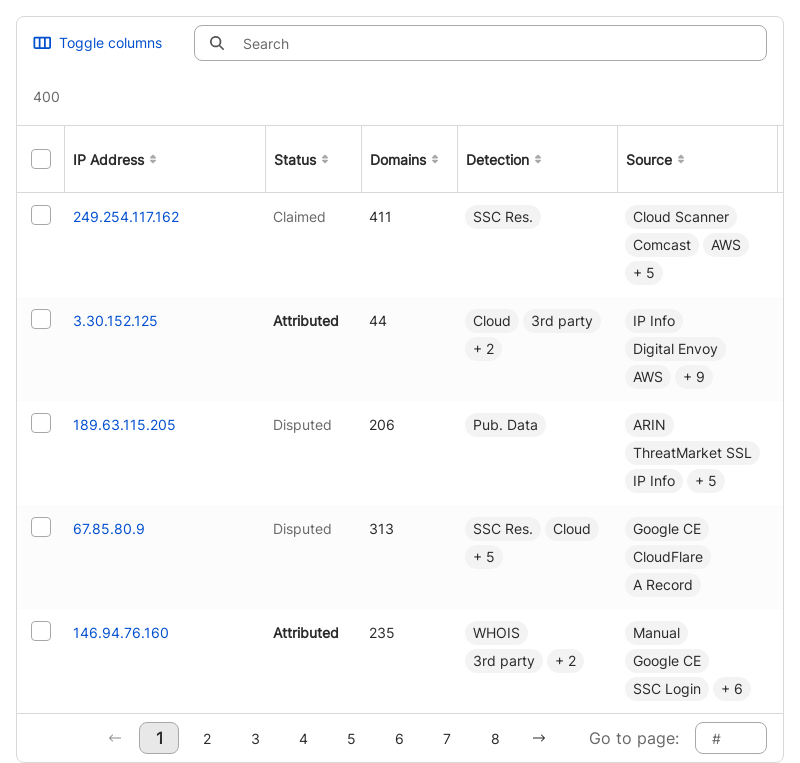 Toggle columns
Search
400
IP Address Status Domains Detection Source
249.254.117.162 Claimed 411 SSC Res. Cloud Scanner
Comcast AWS
+ 5
3.30.152.125 Attributed 44 Cloud 3rd party IP Info
+ 2 Digital Envoy
AWS + 9
189.63.115.205 Disputed 206 Pub. Data ARIN
ThreatMarket SSL
IP Info + 5
67.85.80.9 Disputed 313 SSC Res. Cloud Google CE
+ 5 CloudFlare
A Record
146.94.76.160 Attributed 235 WHOIS Manual
3rd party + 2 Google CE
SSC Login + 6
← 1 2 3 4 5 6 7 8 → Go to page: #